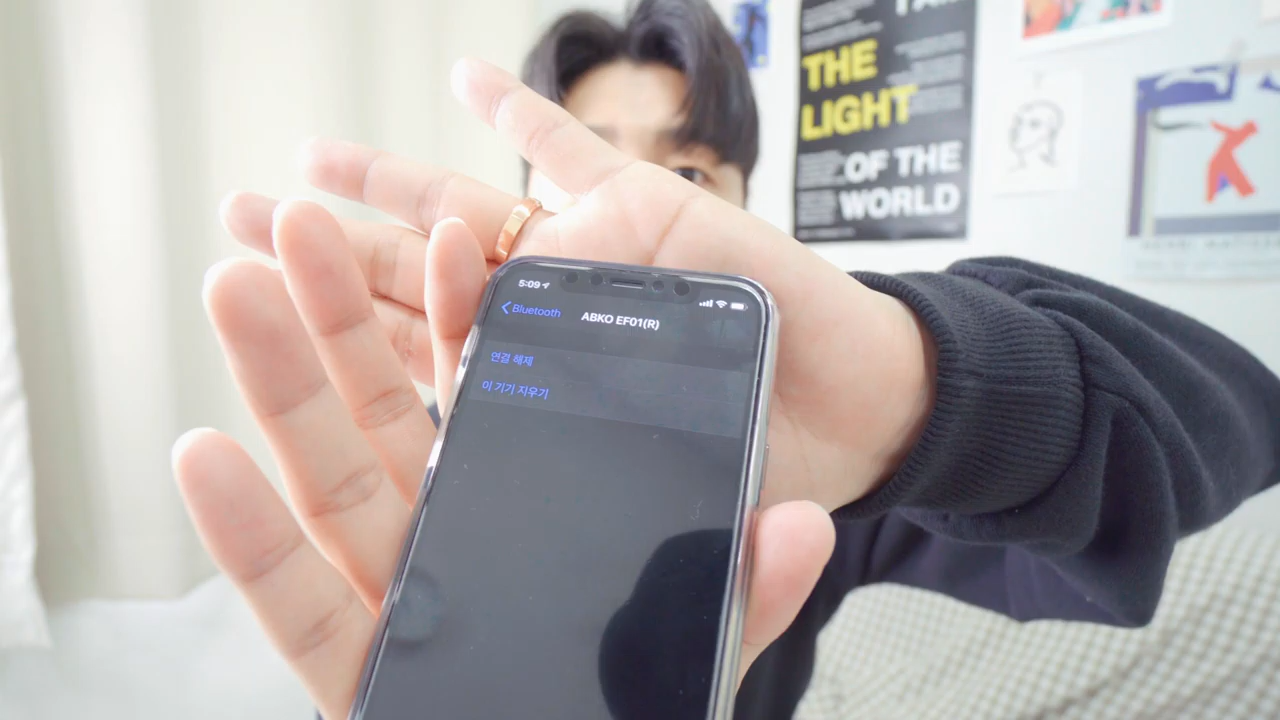 THE
LIGHT
OF THE
WORLD
5:09
Bluetooth
ABKO EF01(R)
연결 해제
이 기기 지우기